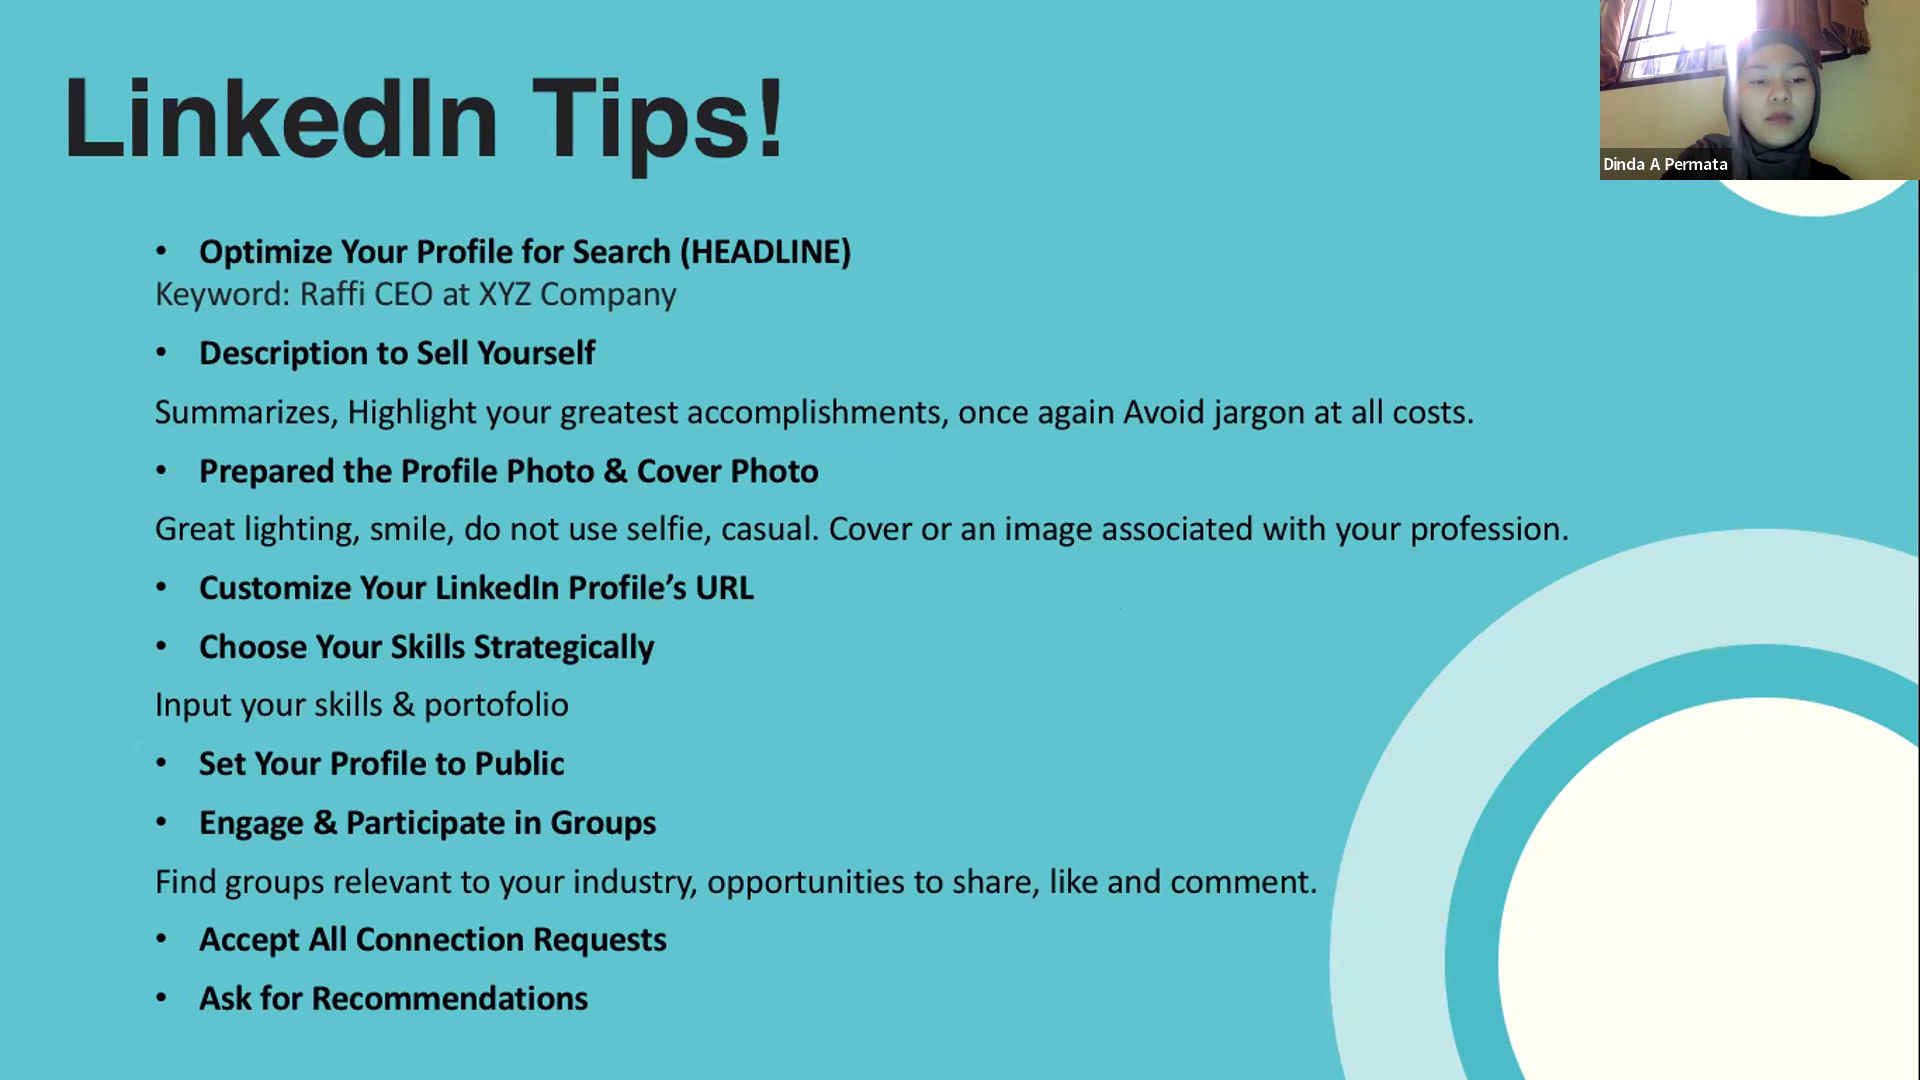 LinkedIn Tips!
Dinda A Permata
• Optimize Your Profile for Search (HEADLINE)
Keyword: Raffi CEO at XYZ Company
• Description to Sell Yourself
Summarizes, Highlight your greatest accomplishments, once again Avoid jargon at all costs.
• Prepared the Profile Photo & Cover Photo
Great lighting, smile, do not use selfie, casual. Cover or an image associated with your profession.
• Customize Your LinkedIn Profile’s URL
• Choose Your Skills Strategically
Input your skills & portofolio
• Set Your Profile to Public
• Engage & Participate in Groups
Find groups relevant to your industry, opportunities to share, like and comment.
• Accept All Connection Requests
• Ask for Recommendations